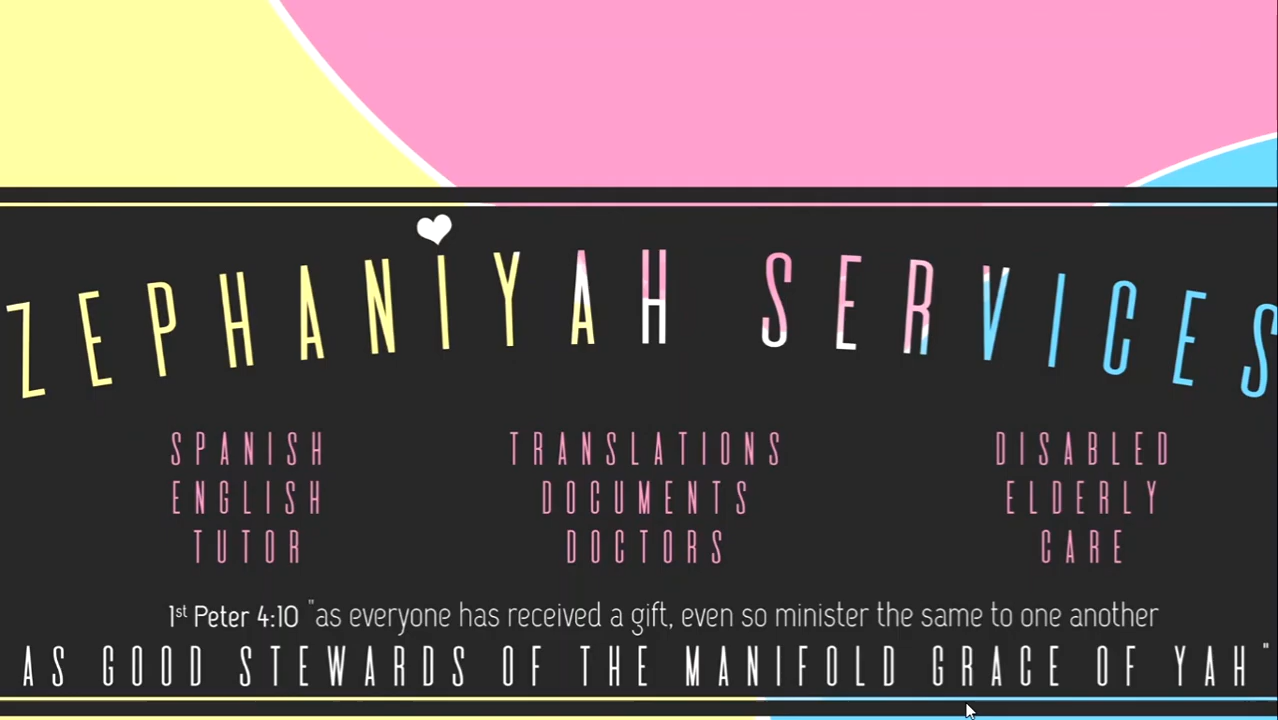 ZEPHANIYAH SERVICES
SPANISH
ENGLISH
TUTOR
TRANSLATIONS
DOCUMENTS
DOCTORS
DISABLED
ELDERLY
CARE
1st Peter 4:10 "as everyone has received a gift, even so minister the same to one another
AS GOOD STEWARDS OF THE MANIFOLD GRACE OF YAH"